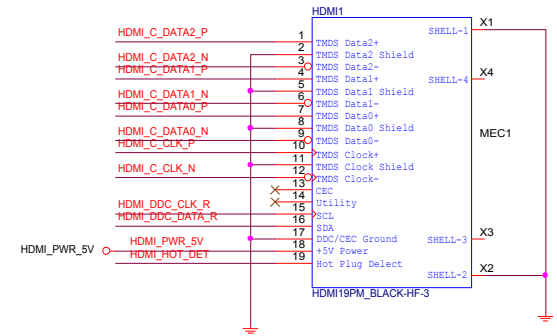 HDMI1
HDMI_C_DATA2_P 1 TMDS Data2+ SHELL-1 X1
2 TMDS Data2 Shield
HDMI_C_DATA2_N 3 TMDS Data2-
HDMI_C_DATA1_P 4 TMDS Data1+ SHELL-4 X4
5 TMDS Data1 Shield
HDMI_C_DATA1_N 6 TMDS Data1-
HDMI_C_DATA0_P 7 TMDS Data0+
8 TMDS Data0 Shield MEC1
HDMI_C_DATA0_N 9 TMDS Data0-
HDMI_C_CLK_P 10 TMDS Clock+
11 TMDS Clock Shield
HDMI_C_CLK_N 12 TMDS Clock-
13 CEC
14 Utility
HDMI_DDC_CLK_R 15 SCL
HDMI_DDC_DATA_R 16 SDA
17 DDC/CEC Ground SHELL-3 X3
HDMI_PWR_5V HDMI_PWR_5V 18 +5V Power
HDMI_HOT_DET 19 Hot Plug Delect
SHELL-2 X2
HDMI19PM_BLACK-HF-3